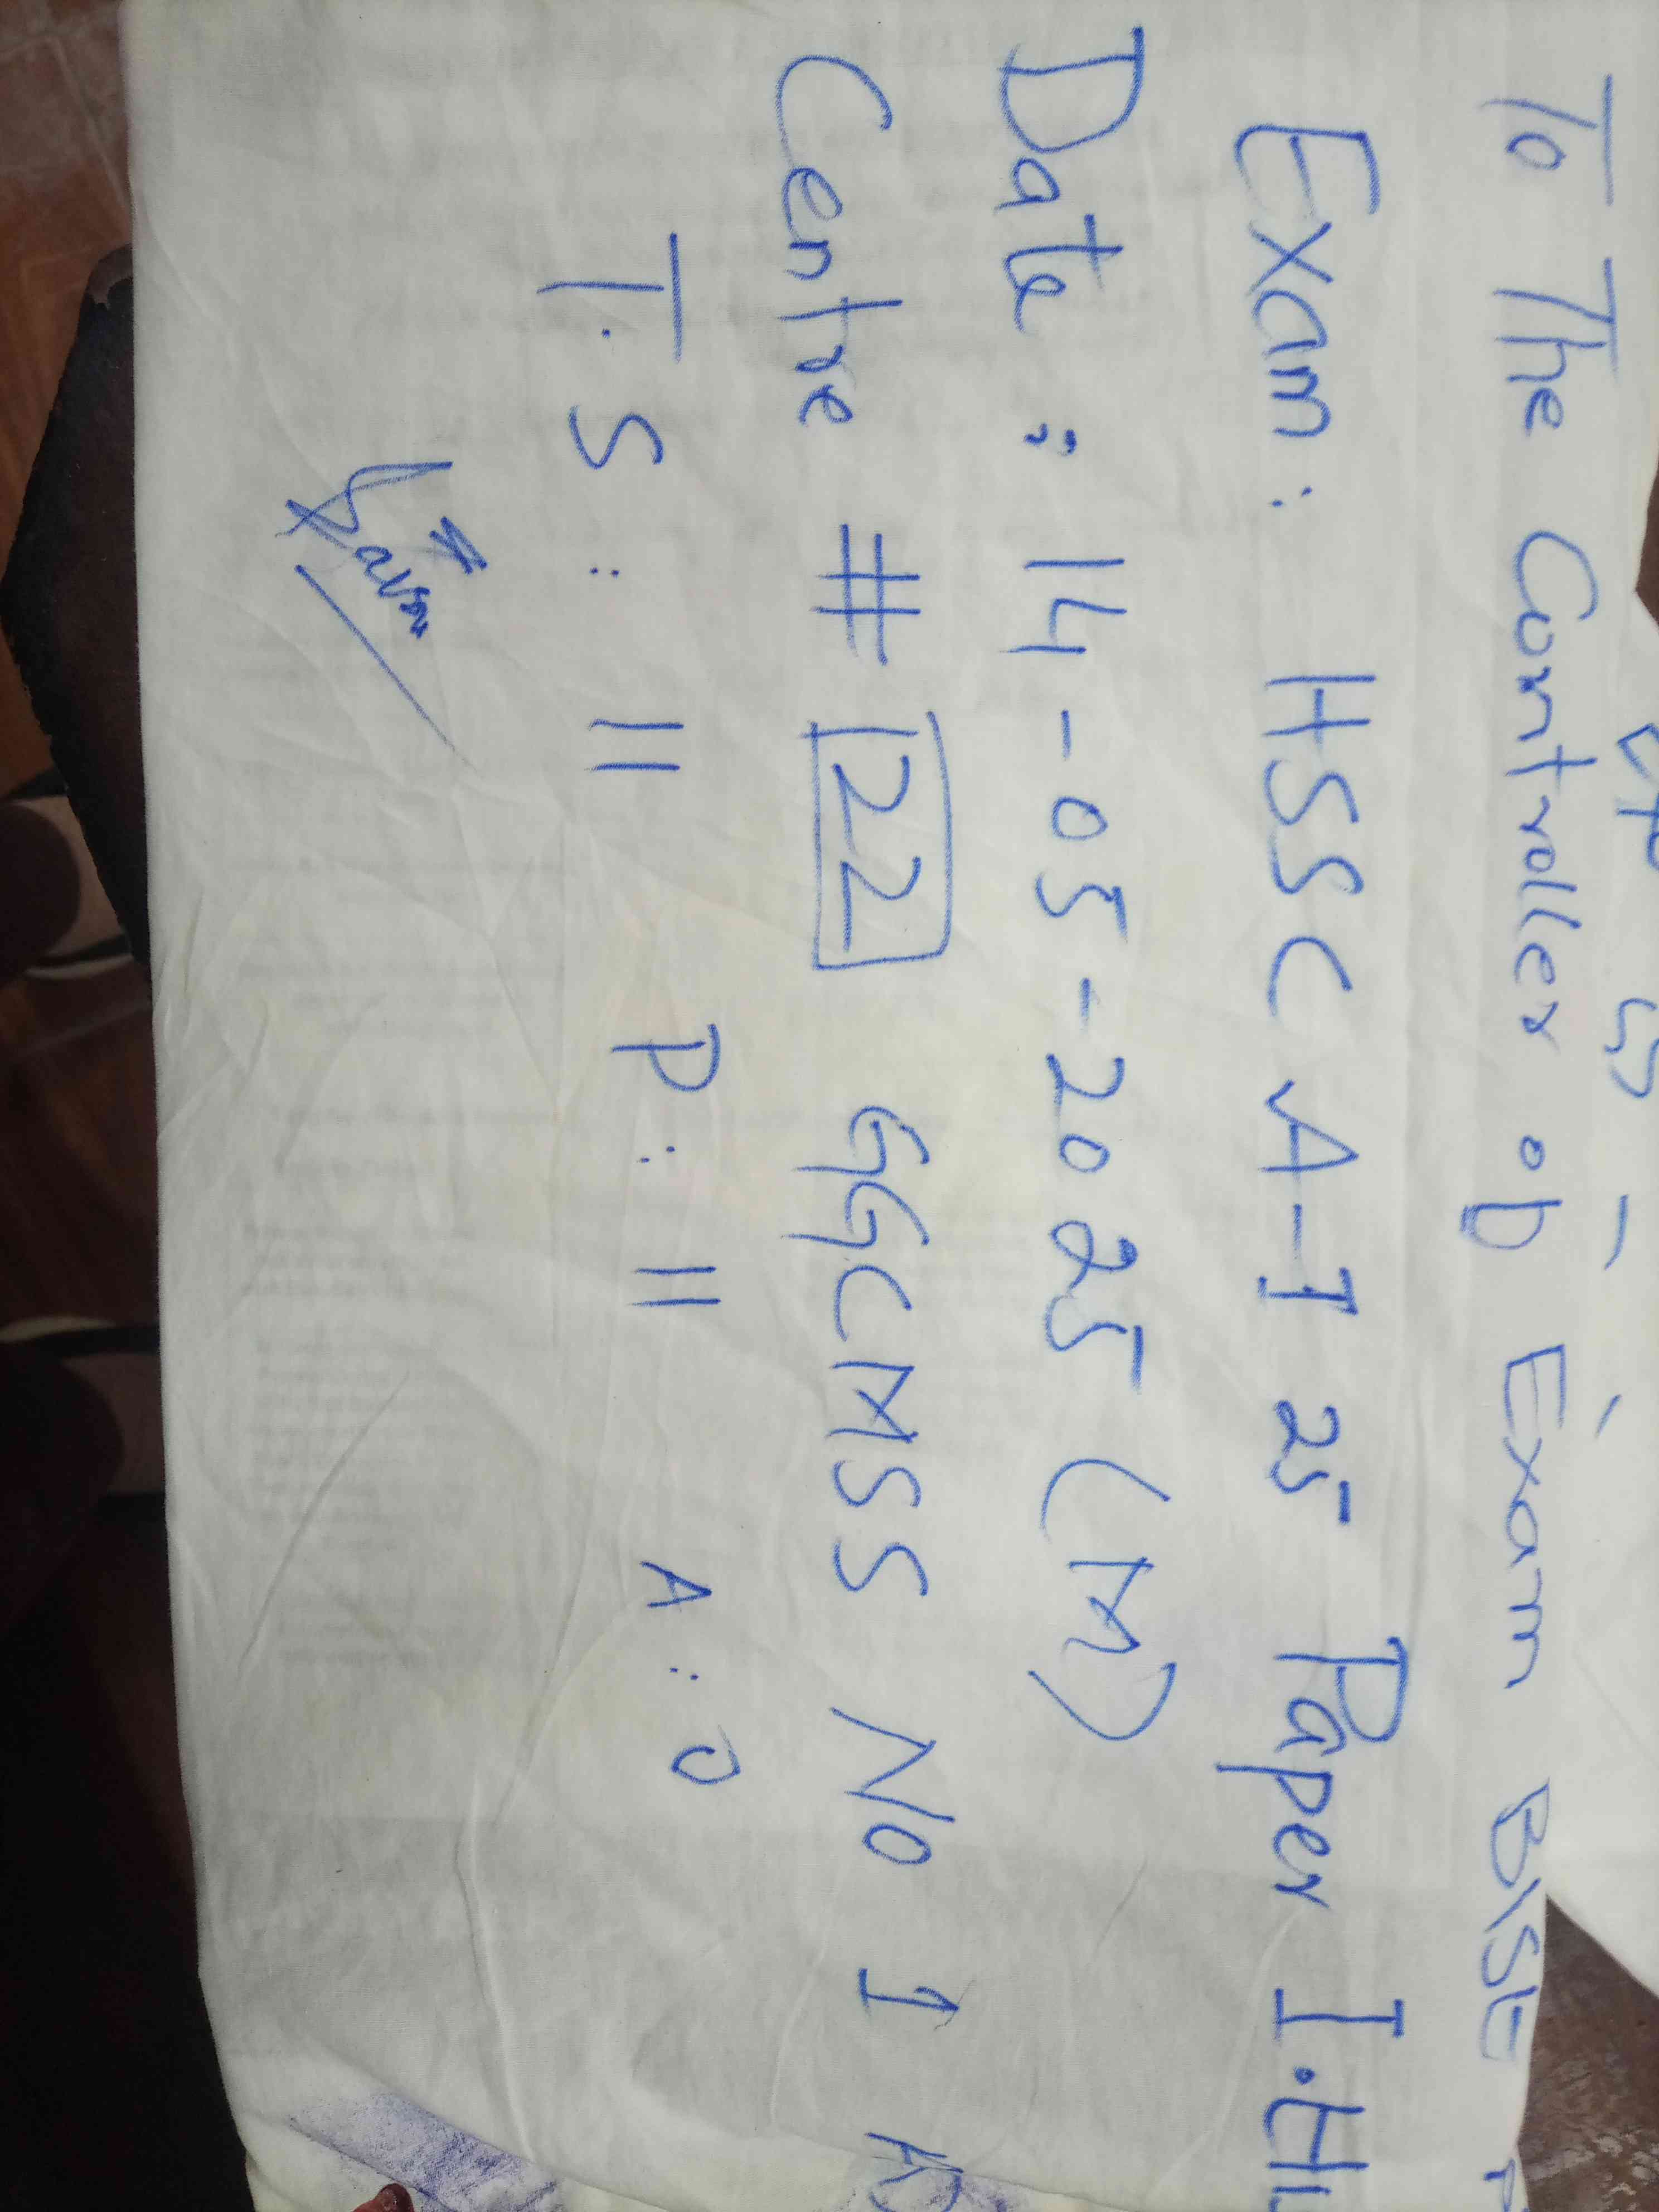 To The Controller of Exam BISE
Exam: HSSC A-I 25 Paper I.H
Date: 14-05-2025 (M)
Centre # 122 GGCMSS No I
T.S: 11 P: 11 A: 0